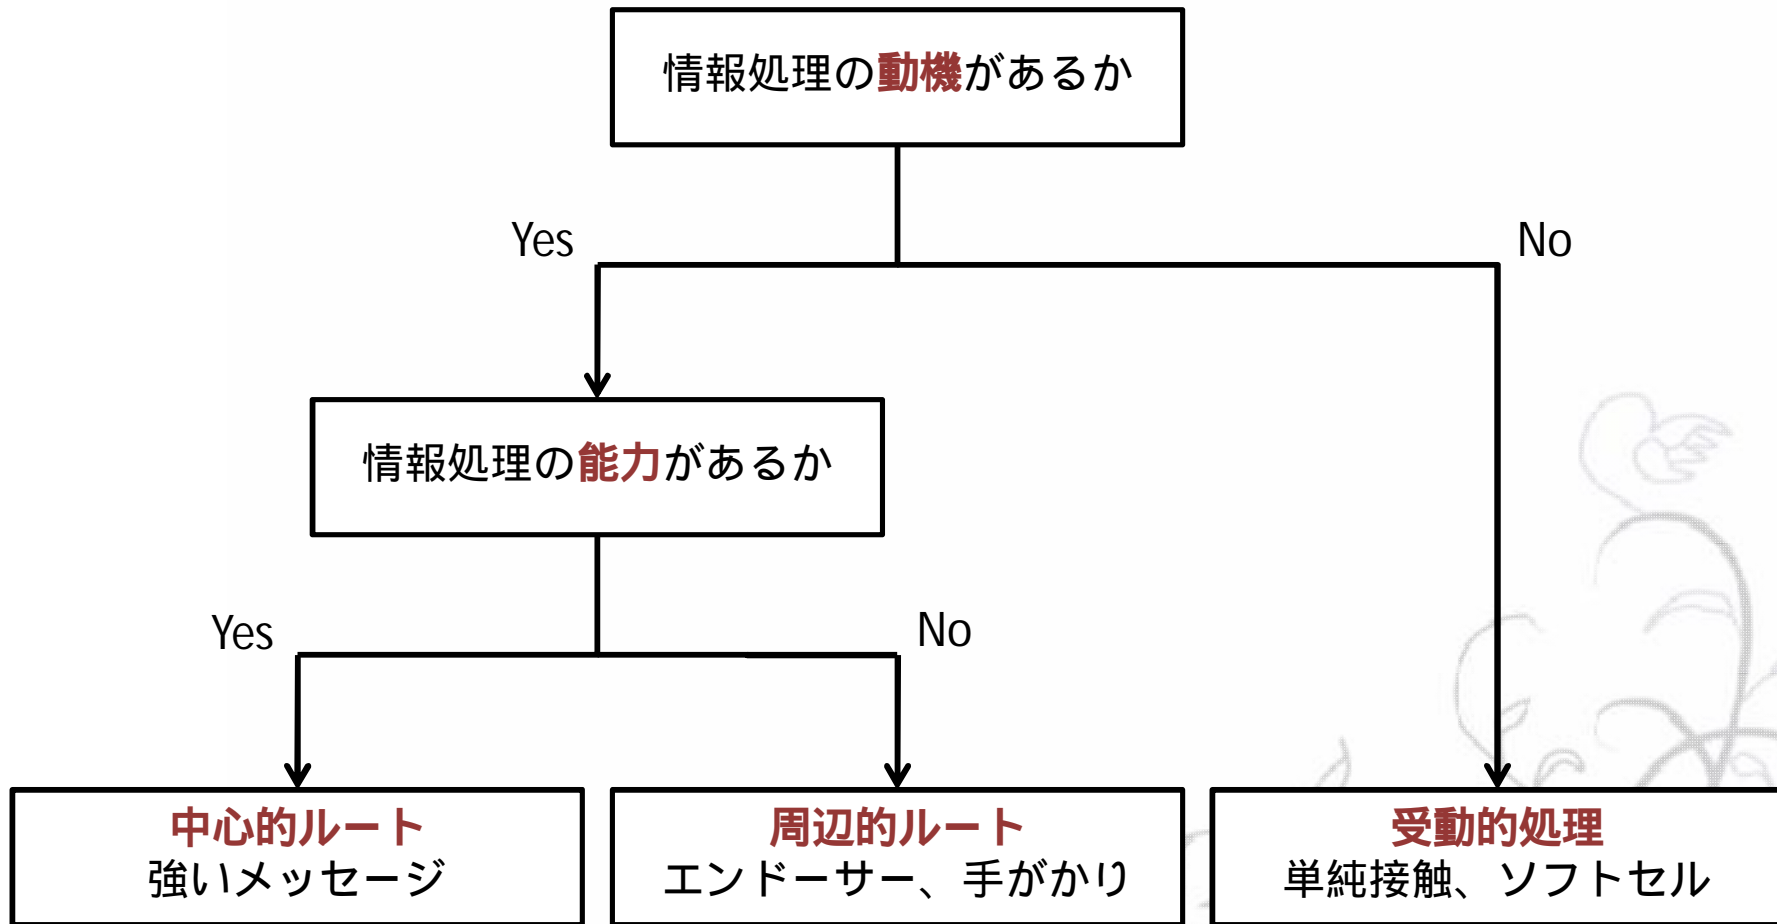 情報処理の動機があるか
Yes
No
情報処理の能力があるか
Yes
No
中心的ルート
強いメッセージ
周辺的ルート
エンドーサー、手がかり
受動的処理
単純接触、ソフトセル